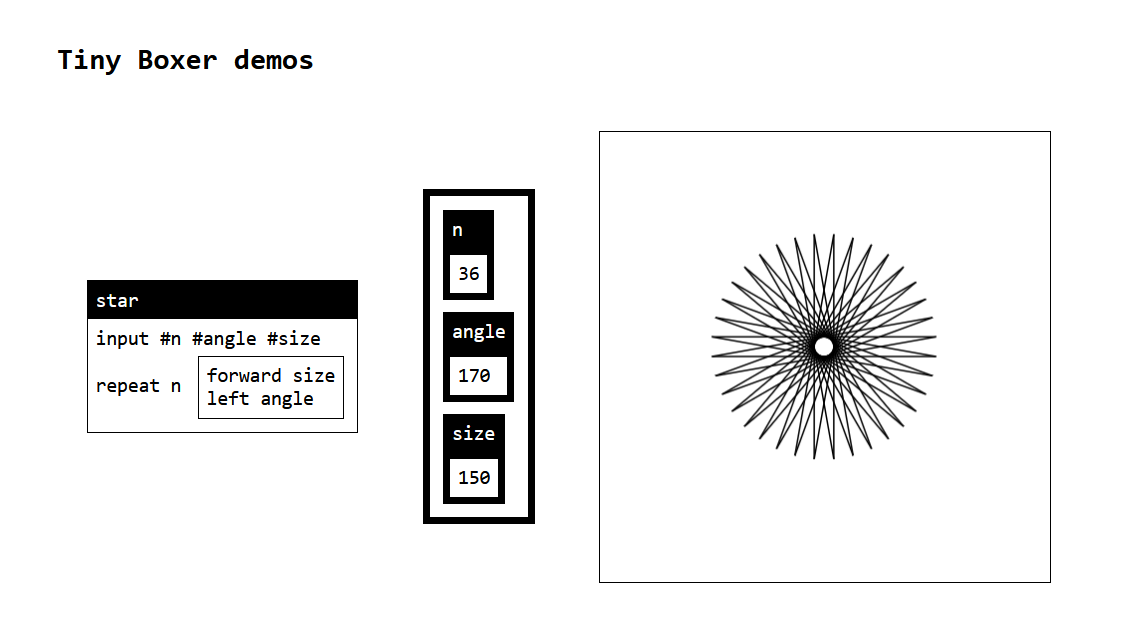 Tiny Boxer demos
star
input #n #angle #size
repeat n
forward size
left angle
n
36
angle
170
size
150